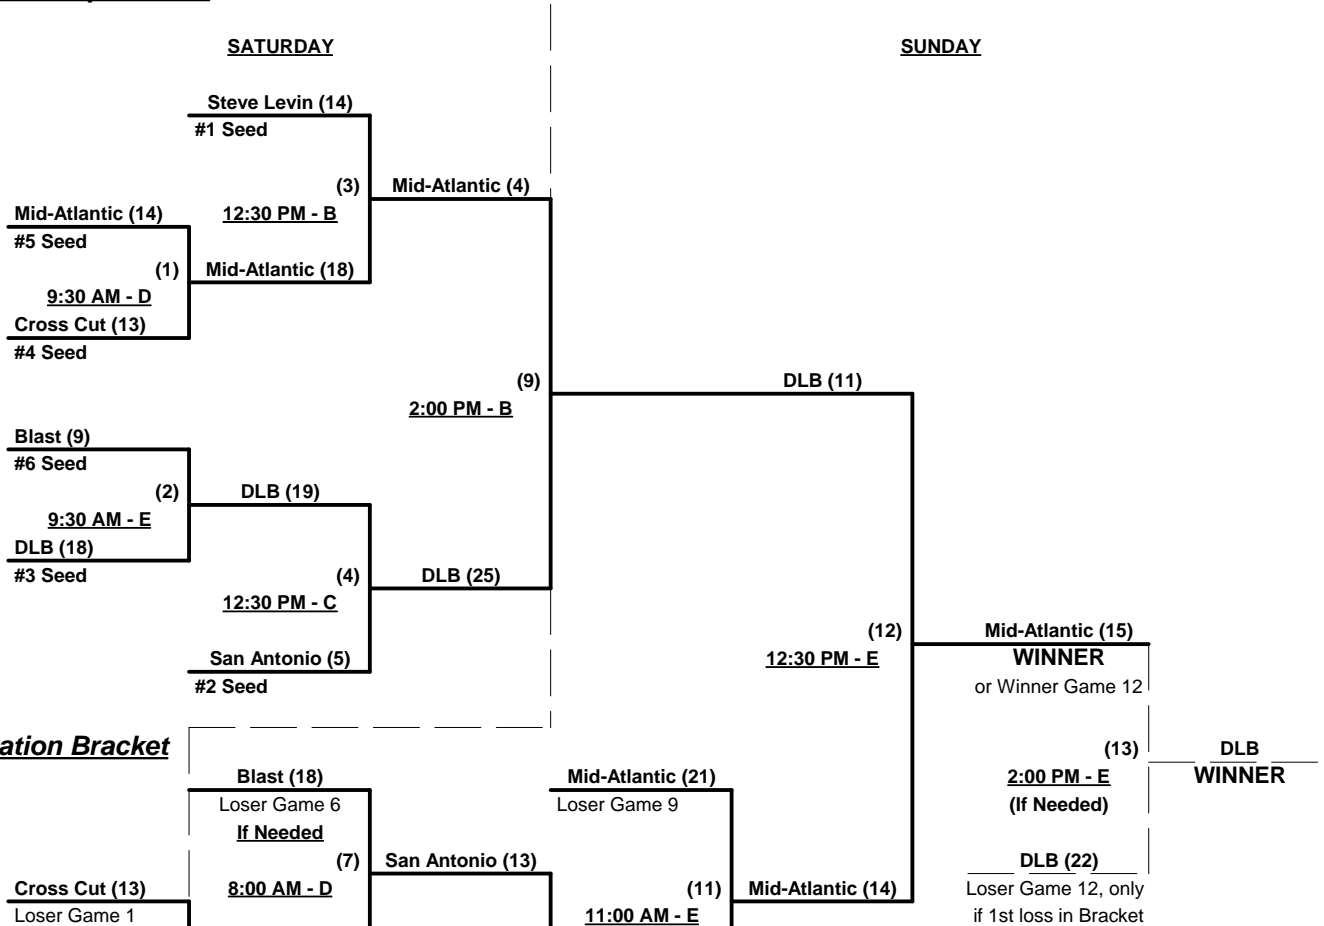 SATURDAY
SUNDAY
Steve Levin (14)
#1 Seed
(3)
Mid-Atlantic (4)
12:30 PM - B
Mid-Atlantic (14)
#5 Seed
(1)
Mid-Atlantic (18)
9:30 AM - D
Cross Cut (13)
#4 Seed
(9)
DLB (11)
2:00 PM - B
Blast (9)
#6 Seed
(2)
DLB (19)
9:30 AM - E
DLB (18)
#3 Seed
(4)
DLB (25)
12:30 PM - C
(12)
Mid-Atlantic (15)
12:30 PM - E
WINNER
San Antonio (5)
#2 Seed
or Winner Game 12
ation Bracket
(13)
DLB
2:00 PM - E
WINNER
(If Needed)
Blast (18)
Mid-Atlantic (21)
Loser Game 6
Loser Game 9
If Needed
(7)
San Antonio (13)
DLB (22)
8:00 AM - D
Cross Cut (13)
(11)
Mid-Atlantic (14)
Loser Game 12, only
Loser Game 1
11:00 AM - E
if 1st loss in Bracket